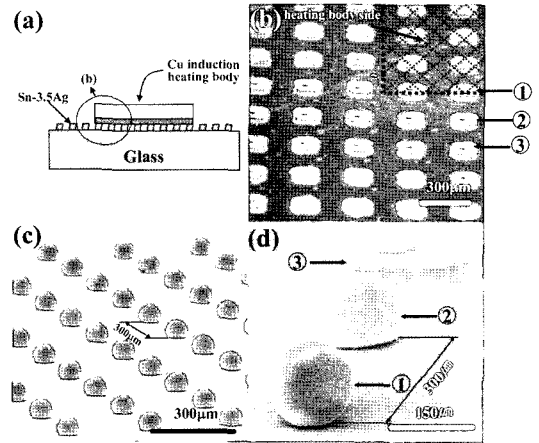 (a)
Cu induction
heating body
(b)
Sn-3.5Ag
Glass
(b)
heating body side
①
②
③
300μm
(c)
300μm
300μm
(d)
③
②
①
300㎛
150㎛